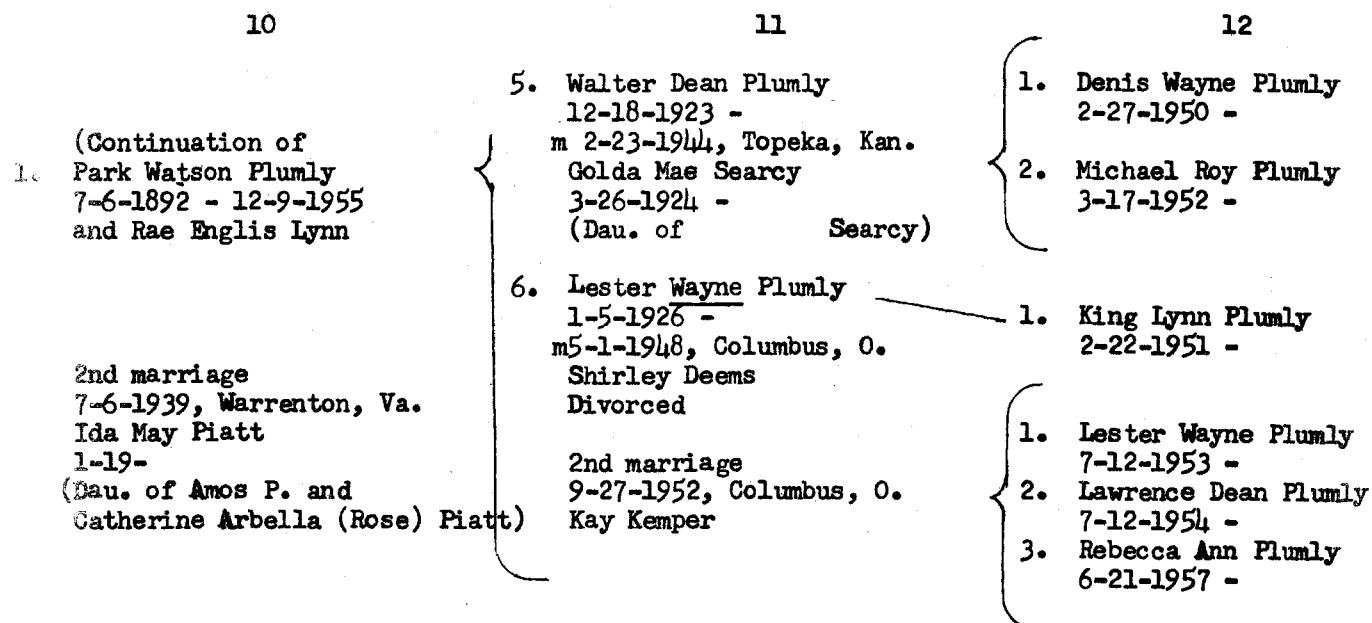 10
11
12
(Continuation of
1. Park Watson Plumly
7-6-1892 - 12-9-1955
and Rae Englis Lynn
2nd marriage
7-6-1939, Warrenton, Va.
Ida May Piatt
1-19-
(Dau. of Amos P. and
Catherine Arbella (Rose) Piatt)
5. Walter Dean Plumly
12-18-1923 -
m 2-23-1944, Topeka, Kan.
Golda Mae Searcy
3-26-1924 -
(Dau. of Searcy)
6. Lester Wayne Plumly
1-5-1926 -
m5-1-1948, Columbus, O.
Shirley Deems
Divorced
2nd marriage
9-27-1952, Columbus, O.
Kay Kemper
1. Denis Wayne Plumly
2-27-1950 -
2. Michael Roy Plumly
3-17-1952 -
1. King Lynn Plumly
2-22-1951 -
1. Lester Wayne Plumly
7-12-1953 -
2. Lawrence Dean Plumly
7-12-1954 -
3. Rebecca Ann Plumly
6-21-1957 -